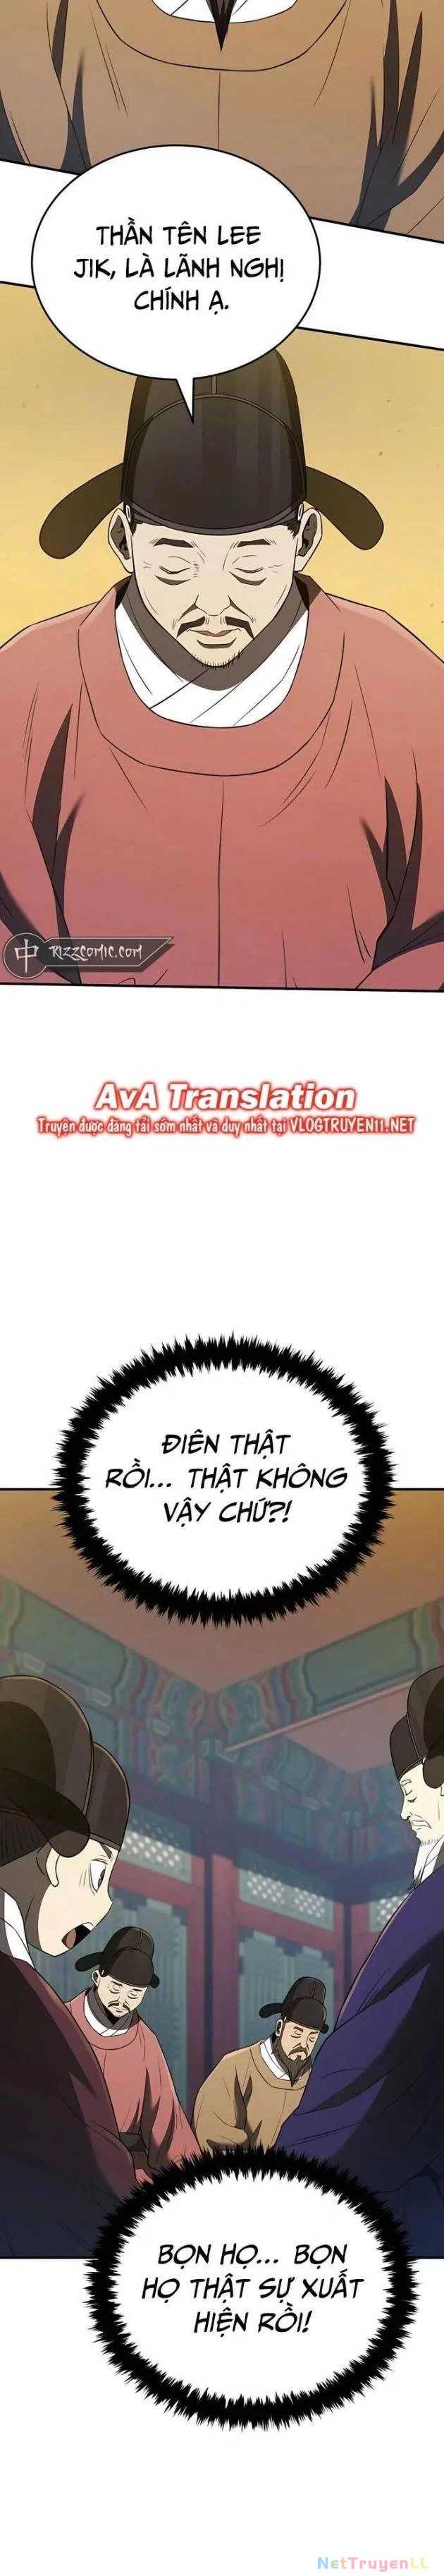 THẦN TÊN LEE
JIK, LÀ LÃNH NGHỊ
CHÍNH Ạ.
中 RIZZCOMIC.COM
AvA Translation
Truyện được đăng tải sớm nhất và duy nhất tại VLOGTRUYEN11.NET
ĐIÊN THẬT
RỒI... THẬT KHÔNG
VẬY CHỨ?!
BỌN HỌ... BỌN
HỌ THẬT SỰ XUẤT
HIỆN RỒI!
NetTruyenLL